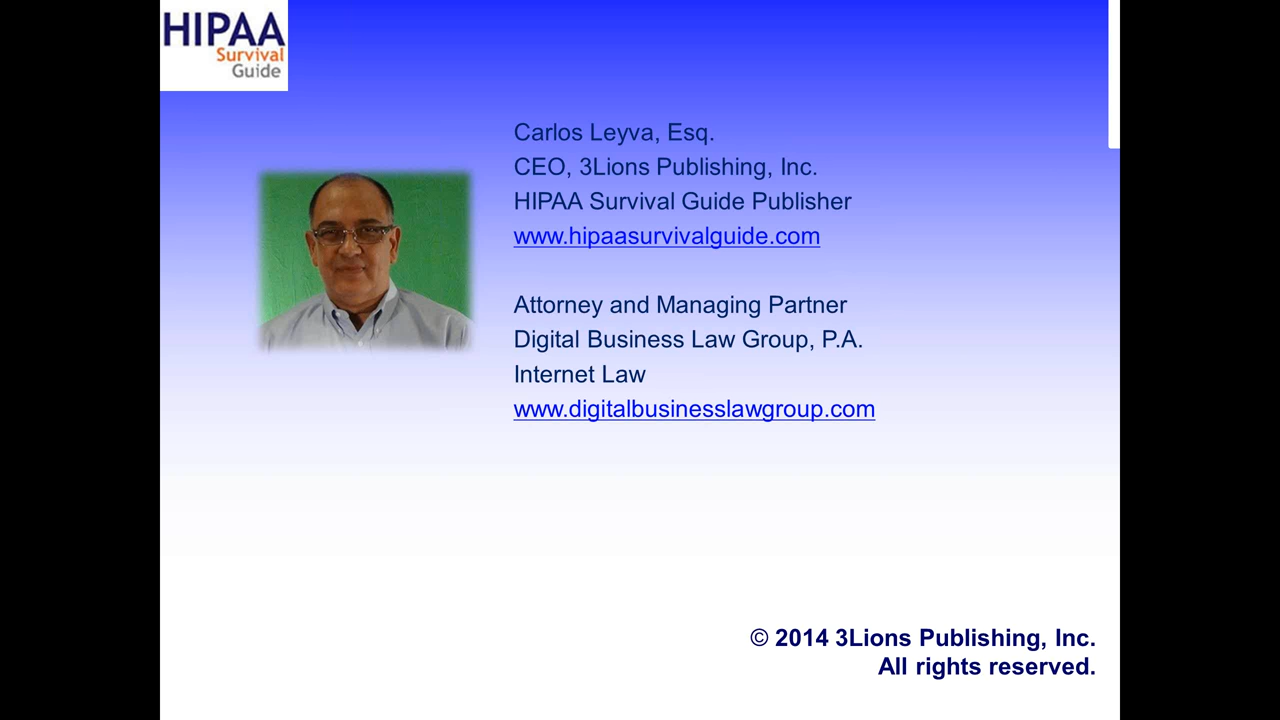 HIPAA
Survival
Guide
Carlos Leyva, Esq.
CEO, 3Lions Publishing, Inc.
HIPAA Survival Guide Publisher
www.hipaasurvivalguide.com
Attorney and Managing Partner
Digital Business Law Group, P.A.
Internet Law
www.digitalbusinesslawgroup.com
© 2014 3Lions Publishing, Inc.
All rights reserved.